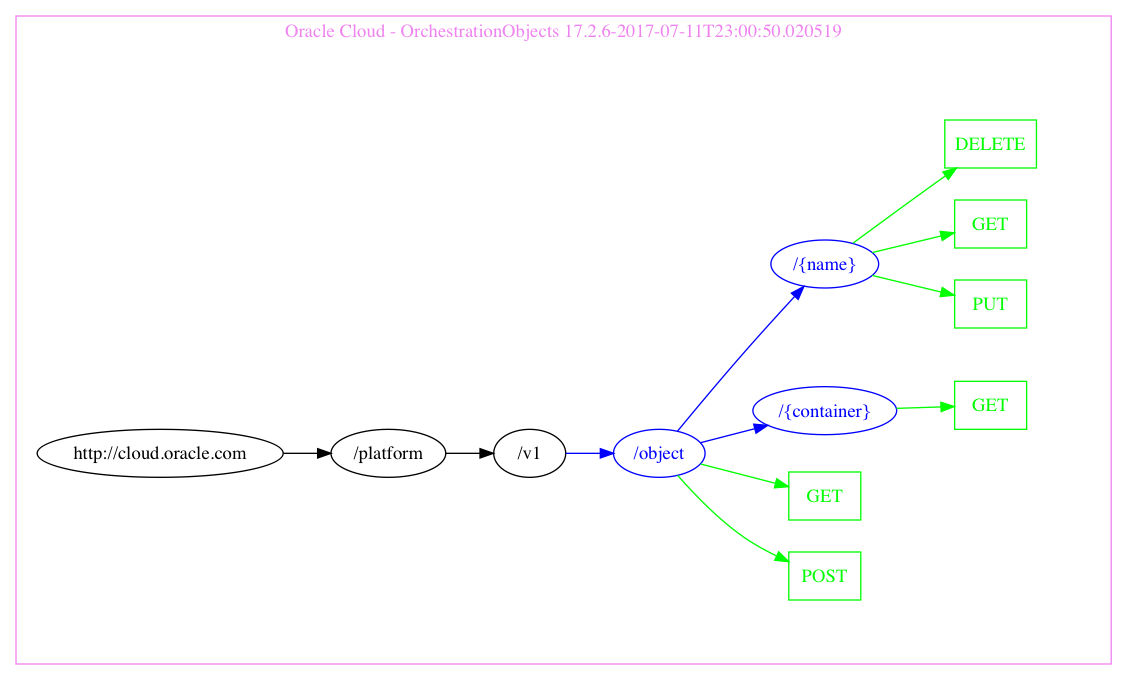 Oracle Cloud - OrchestrationObjects 17.2.6-2017-07-11T23:00:50.020519
DELETE
GET
/{name}
PUT
GET
/{container}
http://cloud.oracle.com
/platform
/v1
/object
GET
POST